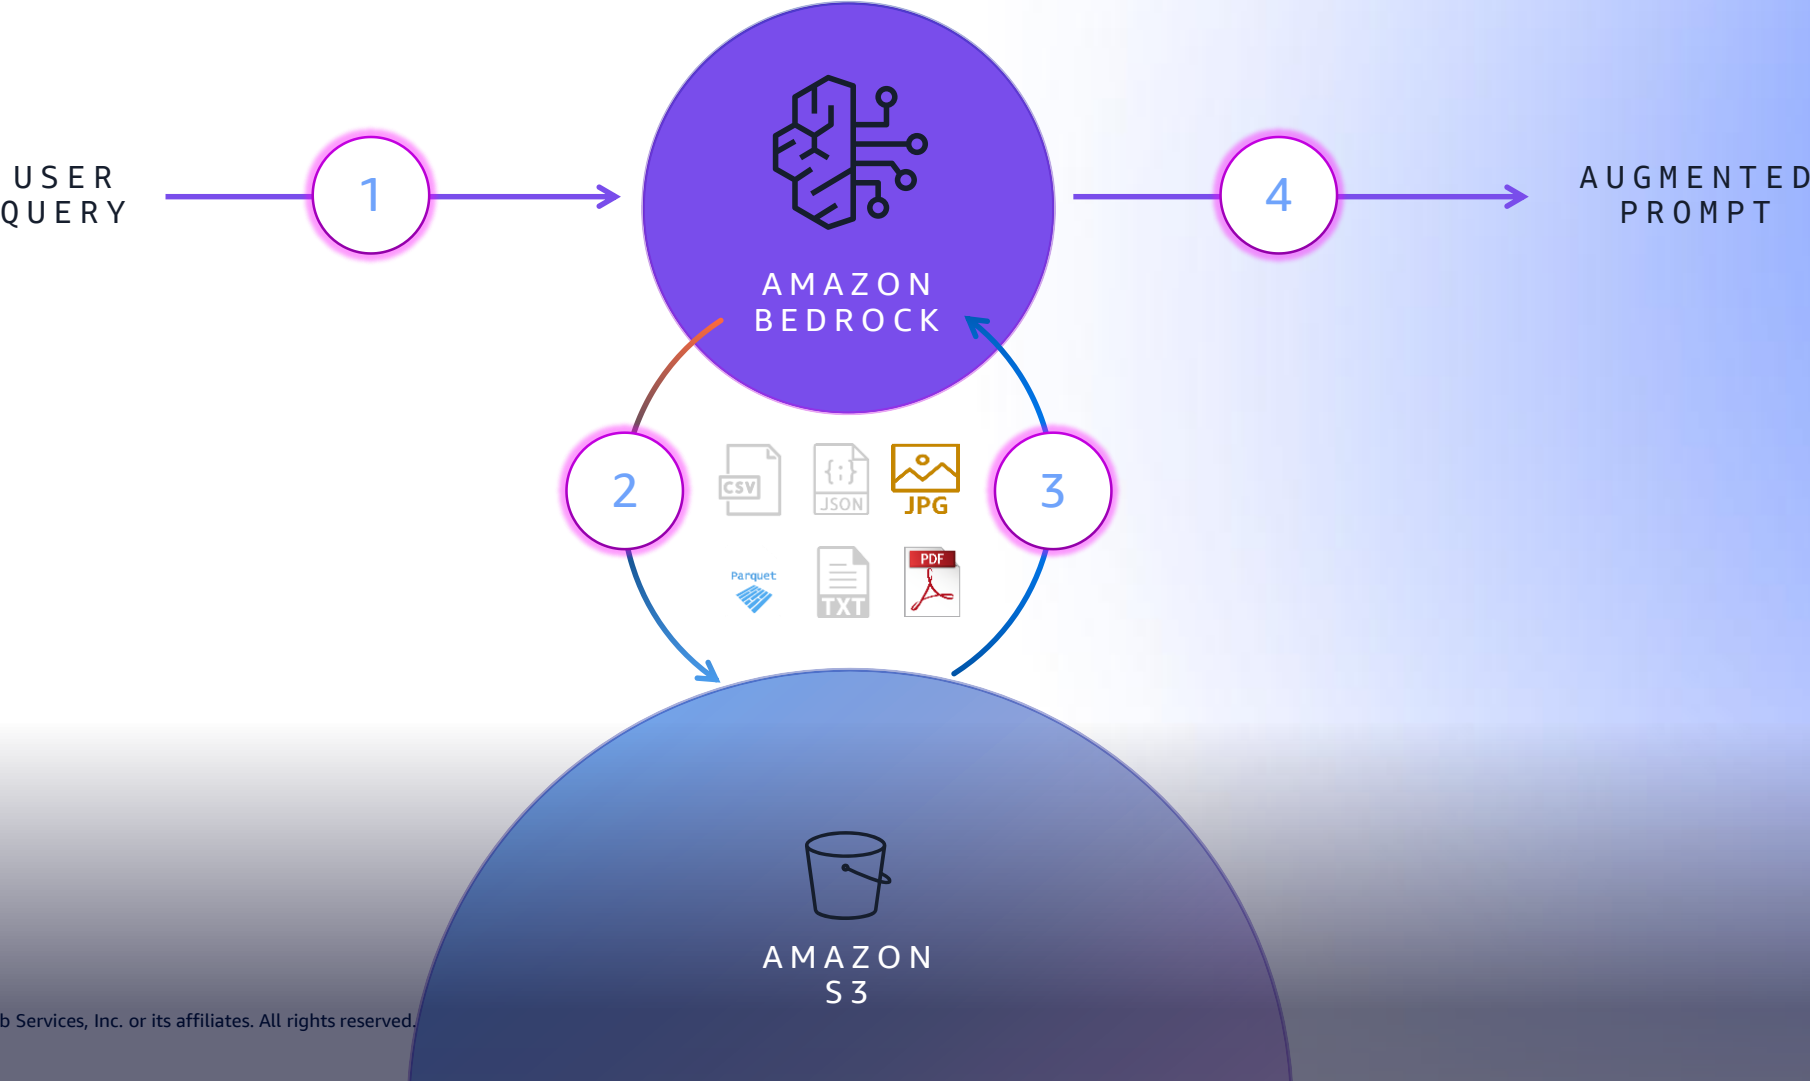 USER
QUERY
1
AMAZON
BEDROCK
4
AUGMENTED
PROMPT
2
CSV
{;}
JSON
JPG
3
Parquet
TXT
PDF
AMAZON
S3
b Services, Inc. or its affiliates. All rights reserved.